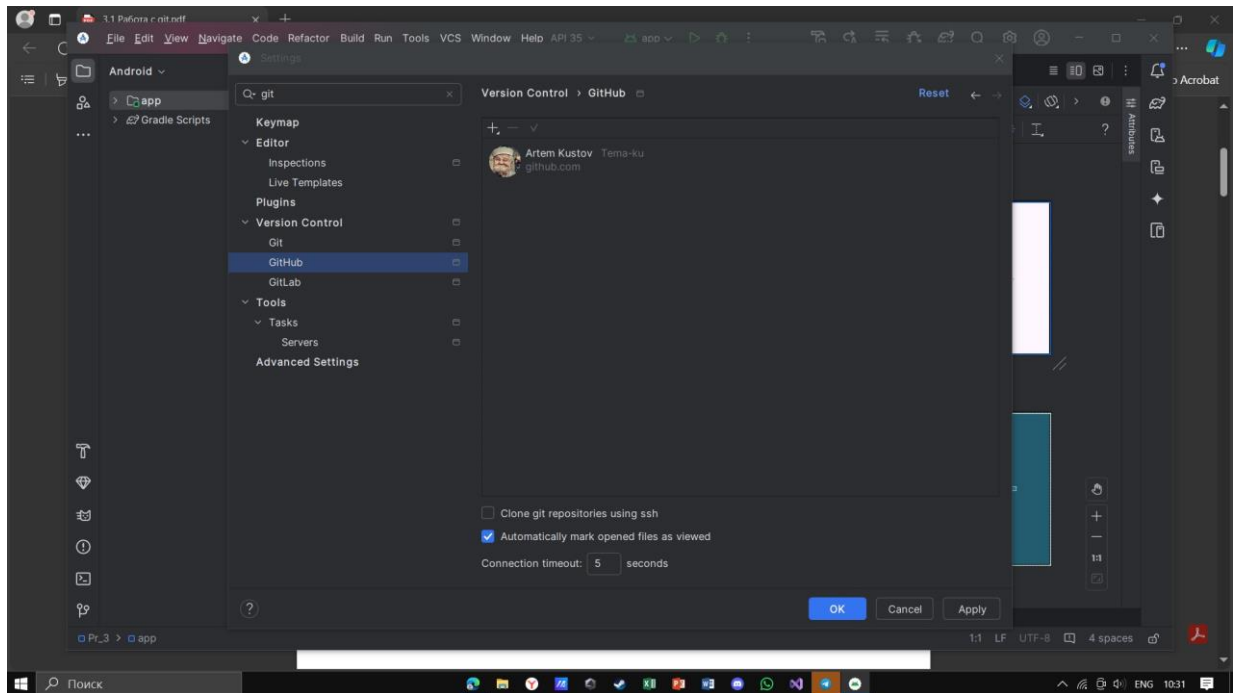 3.1 Работа с git.pdf
File Edit View Navigate Code Refactor Build Run Tools VCS Window Help API 35 app
Settings
Android
Acrobat
git
Version Control › GitHub
Reset
app
Gradle Scripts
Attributes
Keymap
Editor
Inspections
Live Templates
Plugins
Version Control
Git
GitHub
GitLab
Tools
Tasks
Servers
Advanced Settings
Artem Kustov Tema-ku
github.com
Clone git repositories using ssh
Automatically mark opened files as viewed
Connection timeout: 5 seconds
1:1
OK Cancel Apply
Pr_3 > app
1:1 LF UTF-8 4 spaces
Поиск
ENG 10:31